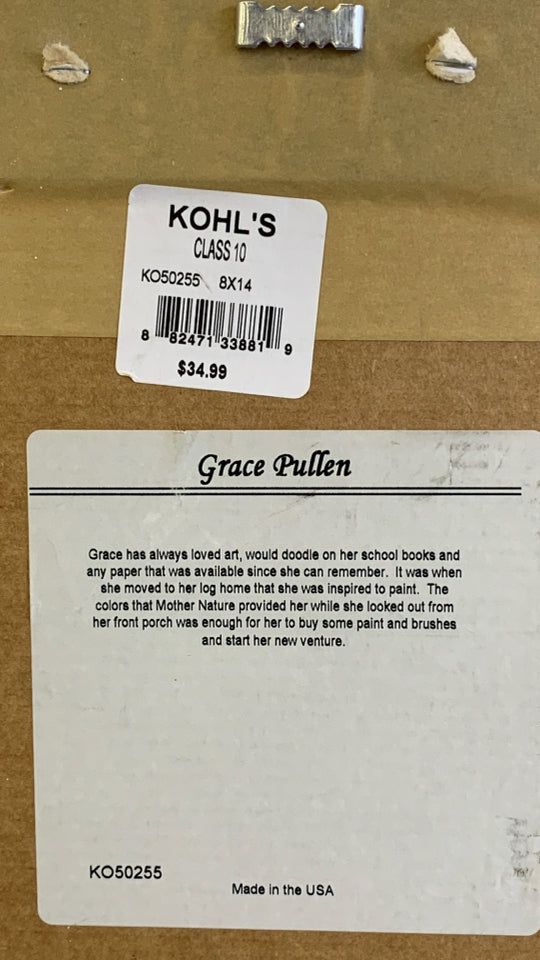 KOHL'S
CLASS 10
KO50255 8X14
8 82471 33881 9
$34.99
Grace Pullen
Grace has always loved art, would doodle on her school books and
any paper that was available since she can remember. It was when
she moved to her log home that she was inspired to paint. The
colors that Mother Nature provided her while she looked out from
her front porch was enough for her to buy some paint and brushes
and start her new venture.
KO50255
Made in the USA